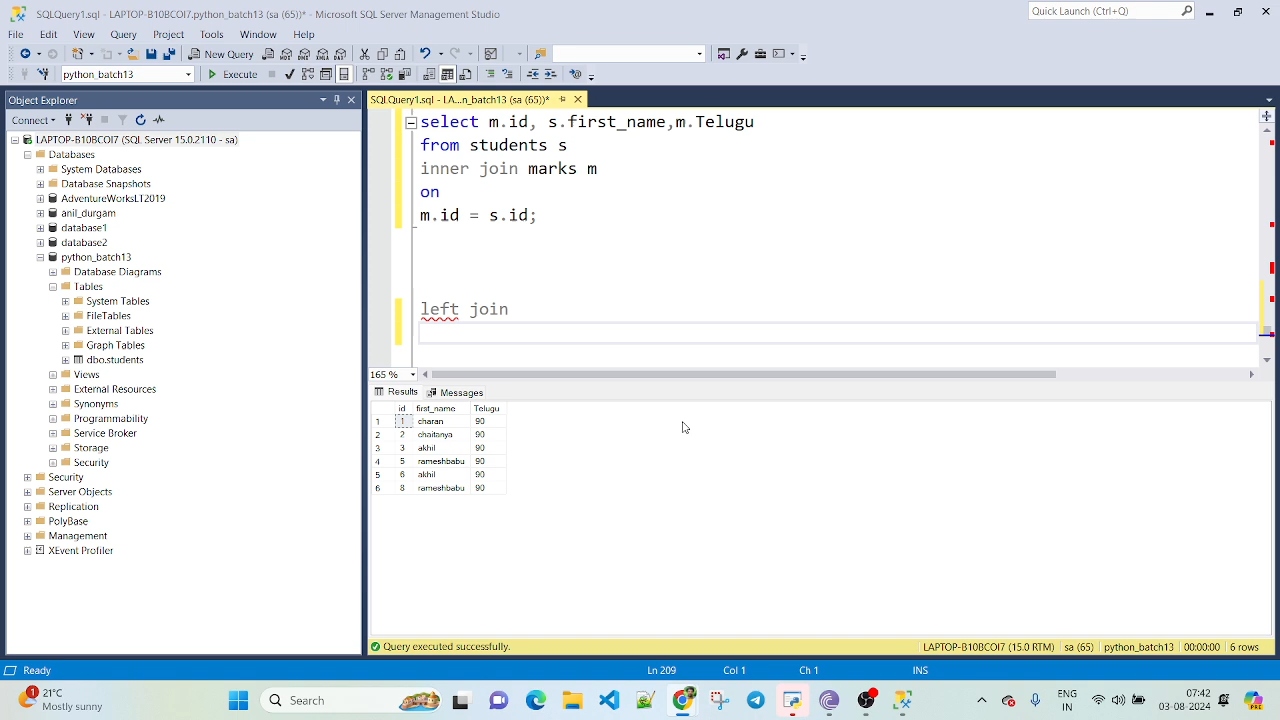 SQLQuery1.sql - LAPTOP-B10BCOI7.python_batch13 (sa (65))* - Microsoft SQL Server Management Studio
Quick Launch (Ctrl+Q)
File Edit View Query Project Tools Window Help
New Query
python_batch13 Execute
Object Explorer
SQLQuery1.sql - LA...n_batch13 (sa (65))*
Connect
LAPTOP-B10BCOI7 (SQL Server 15.0.2110 - sa)
Databases
System Databases
Database Snapshots
AdventureWorksLT2019
anil_durgam
database1
database2
python_batch13
Database Diagrams
Tables
System Tables
FileTables
External Tables
Graph Tables
dbo.students
Views
External Resources
Synonyms
Programmability
Service Broker
Storage
Security
Security
Server Objects
Replication
PolyBase
Management
XEvent Profiler
select m.id, s.first_name,m.Telugu
from students s
inner join marks m
on
m.id = s.id;
left join
165 %
Results Messages
id first_name Telugu
1 1 charan 90
2 2 chaitanya 90
3 3 akhil 90
4 5 rameshbabu 90
5 6 akhil 90
6 8 rameshbabu 90
Query executed successfully. LAPTOP-B10BCOI7 (15.0 RTM) sa (65) python_batch13 00:00:00 6 rows
Ready Ln 209 Col 1 Ch 1 INS
1 21°C
Mostly sunny
Search
ENG
IN
07:42
03-08-2024
PRE